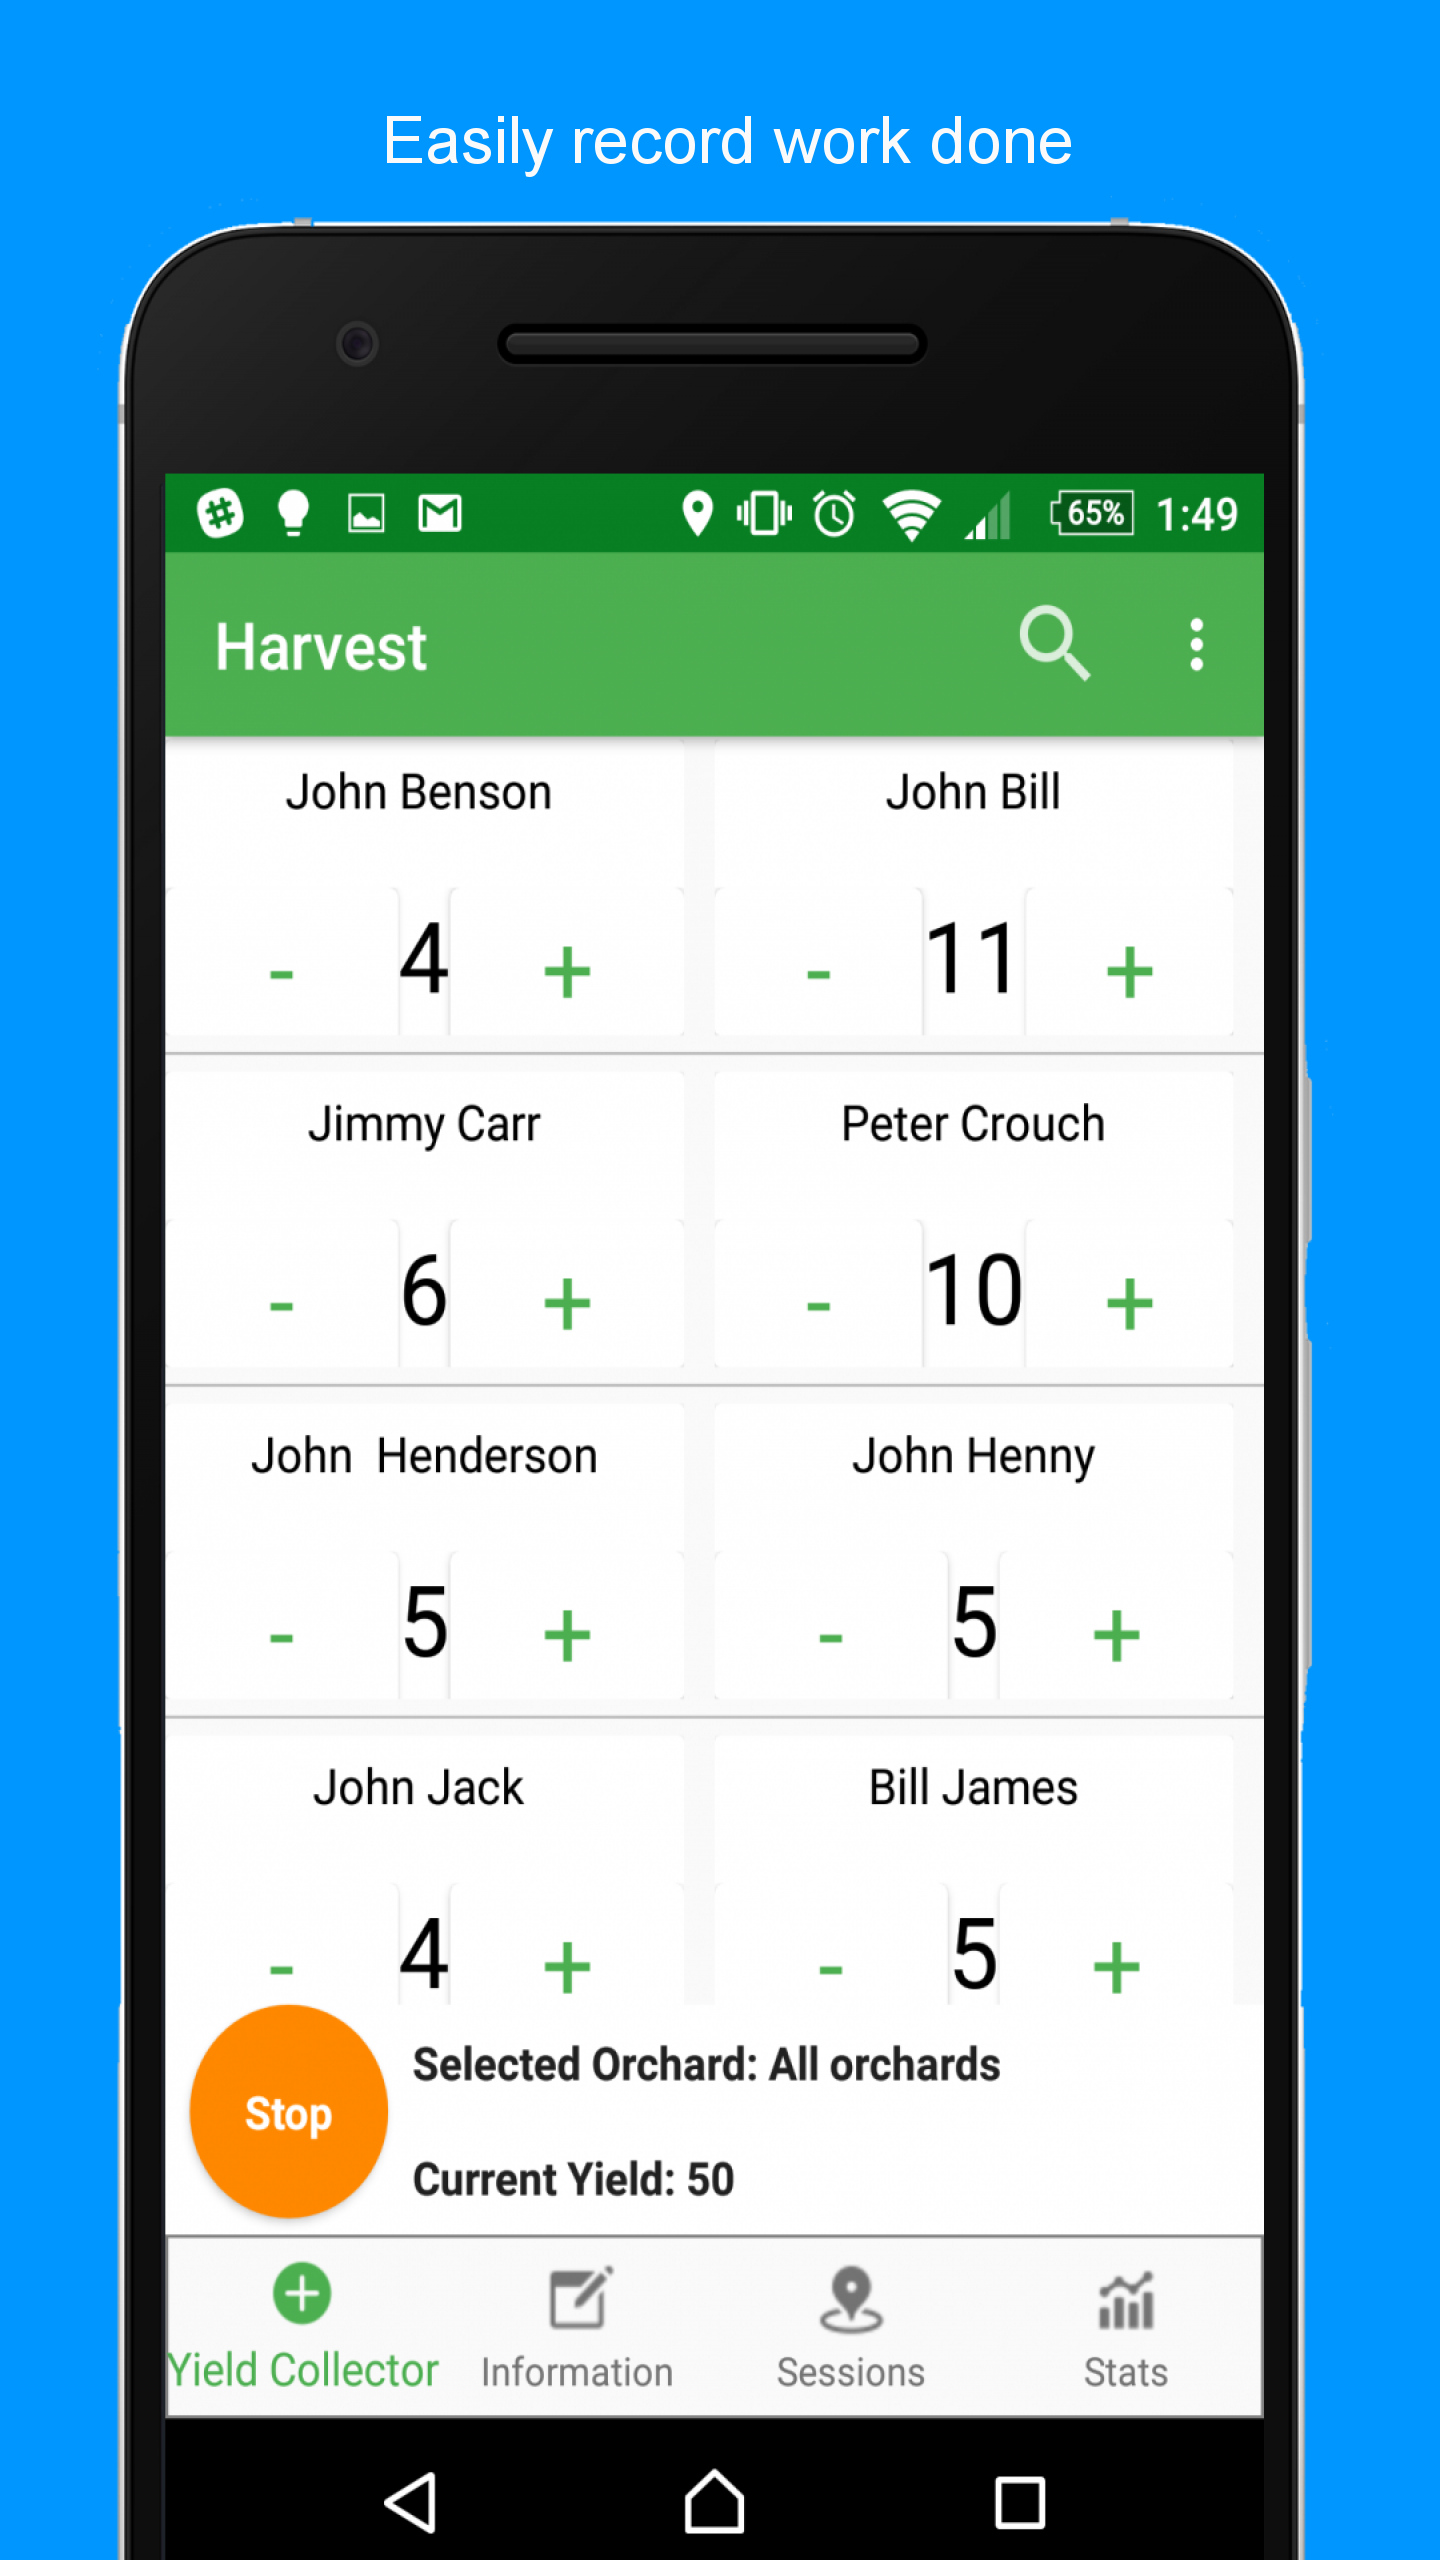 Easily record work done
65% 1:49
Harvest
John Benson John Bill
- 4 + - 11 +
Jimmy Carr Peter Crouch
- 6 + - 10 +
John  Henderson John Henny
- 5 + - 5 +
John Jack Bill James
- 4 + - 5 +
Selected Orchard: All orchards
Stop
Current Yield: 50
Yield Collector Information Sessions Stats